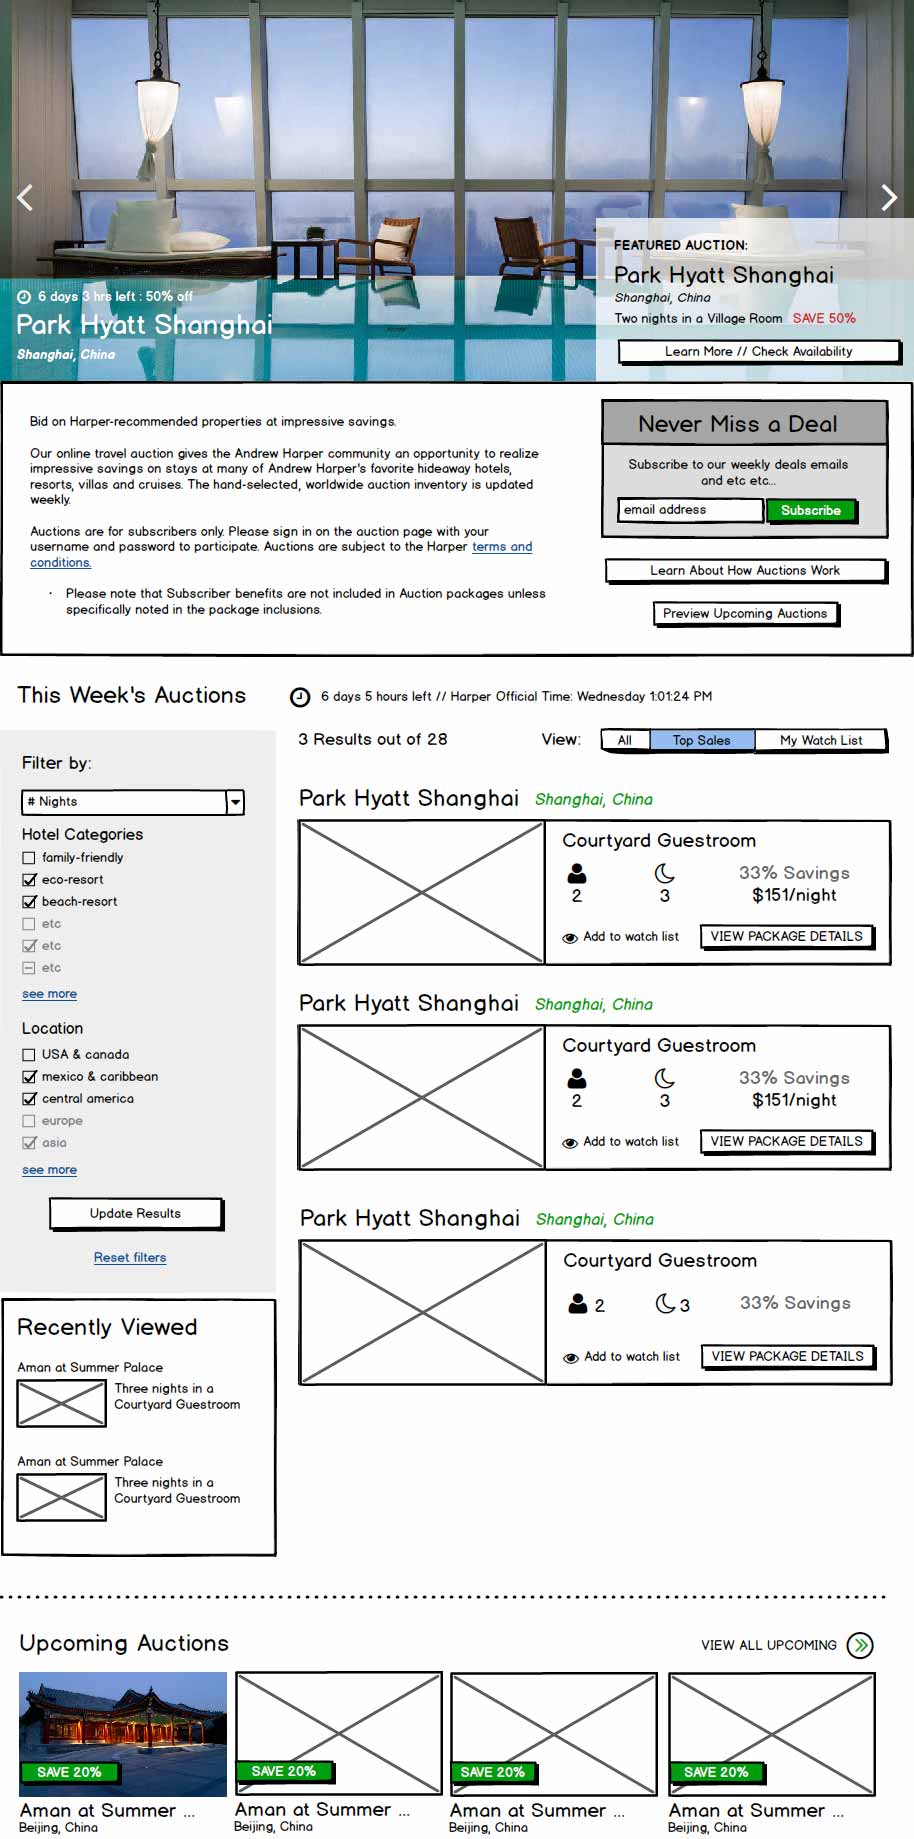 6 days 3 hrs left : 50% off
Park Hyatt Shanghai
Shanghai, China
FEATURED AUCTION:
Park Hyatt Shanghai
Shanghai, China
Two nights in a Village Room SAVE 50%
Learn More // Check Availability
Bid on Harper-recommended properties at impressive savings.
Our online travel auction gives the Andrew Harper community an opportunity to realize
impressive savings on stays at many of Andrew Harper's favorite hideaway hotels,
resorts, villas and cruises. The hand-selected, worldwide auction inventory is updated
weekly.
Auctions are for subscribers only. Please sign in on the auction page with your
username and password to participate. Auctions are subject to the Harper terms and
conditions.
· Please note that Subscriber benefits are not included in Auction packages unless
specifically noted in the package inclusions.
Never Miss a Deal
Subscribe to our weekly deals emails
and etc etc...
email address
Subscribe
Learn About How Auctions Work
Preview Upcoming Auctions
This Week's Auctions
6 days 5 hours left // Harper Official Time: Wednesday 1:01:24 PM
Filter by:
# Nights
Hotel Categories
family-friendly
eco-resort
beach-resort
etc
etc
etc
see more
Location
USA & canada
mexico & caribbean
central america
europe
asia
see more
Update Results
Reset filters
Recently Viewed
Aman at Summer Palace
Three nights in a
Courtyard Guestroom
Aman at Summer Palace
Three nights in a
Courtyard Guestroom
3 Results out of 28
View:
All
Top Sales
My Watch List
Park Hyatt Shanghai Shanghai, China
Courtyard Guestroom
33% Savings
2 3 $151/night
Add to watch list
VIEW PACKAGE DETAILS
Park Hyatt Shanghai Shanghai, China
Courtyard Guestroom
33% Savings
2 3 $151/night
Add to watch list
VIEW PACKAGE DETAILS
Park Hyatt Shanghai Shanghai, China
Courtyard Guestroom
2 3 33% Savings
Add to watch list
VIEW PACKAGE DETAILS
Upcoming Auctions
VIEW ALL UPCOMING
SAVE 20%
Aman at Summer ...
Beijing, China
SAVE 20%
Aman at Summer ...
Beijing, China
SAVE 20%
Aman at Summer ...
Beijing, China
SAVE 20%
Aman at Summer ...
Beijing, China